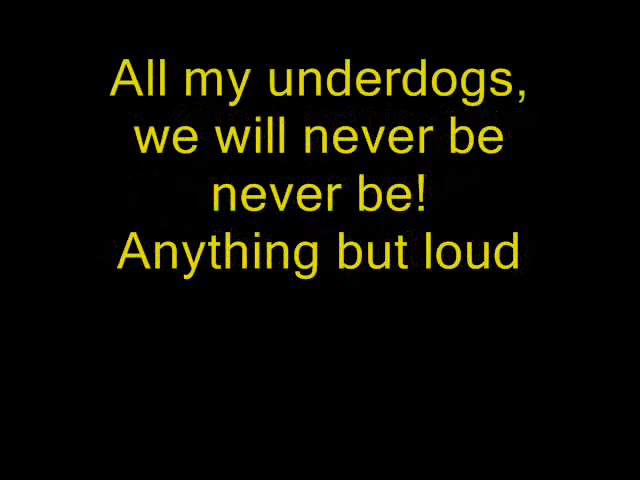 All my underdogs,
we will never be
never be!
Anything but loud